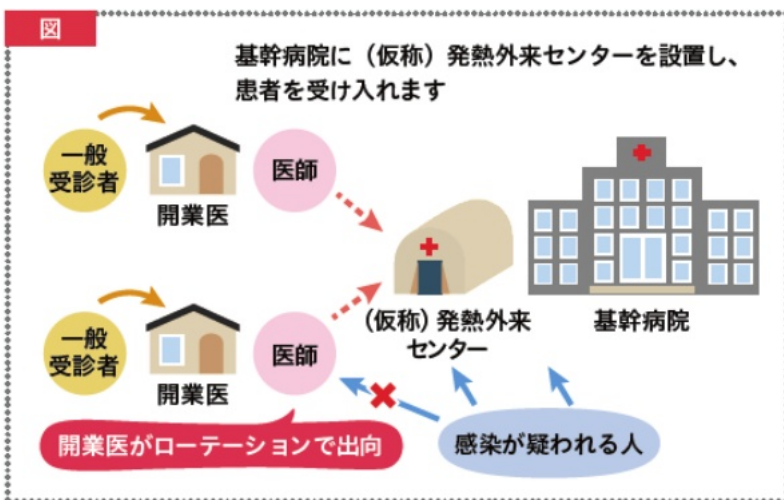 図
基幹病院に（仮称）発熱外来センターを設置し、
患者を受け入れます
一般
受診者
開業医
医師
一般
受診者
開業医
医師
（仮称）発熱外来
センター
基幹病院
開業医がローテーションで出向
感染が疑われる人